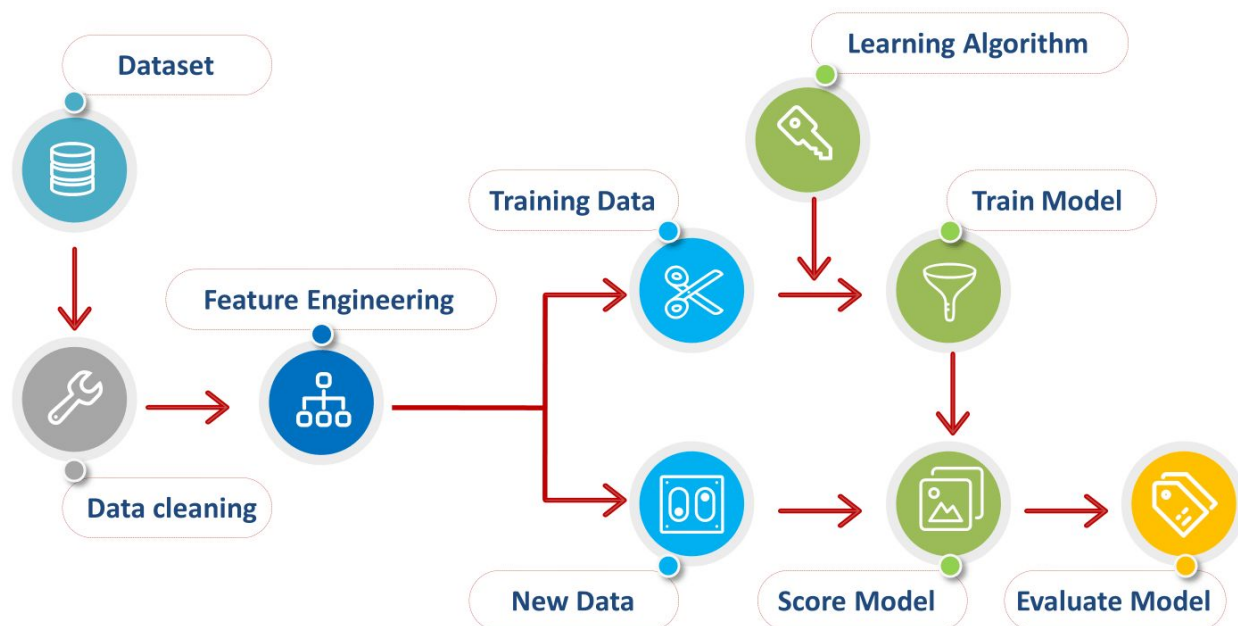 Dataset
Learning Algorithm
Training Data
Train Model
Feature Engineering
Data cleaning
New Data
Score Model
Evaluate Model